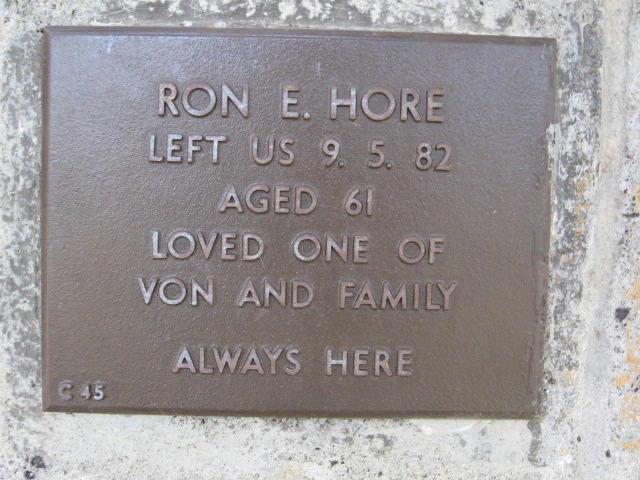 RON E. HORE
LEFT US 9. 5. 82
AGED 61
LOVED ONE OF
VON AND FAMILY
ALWAYS HERE
C 45